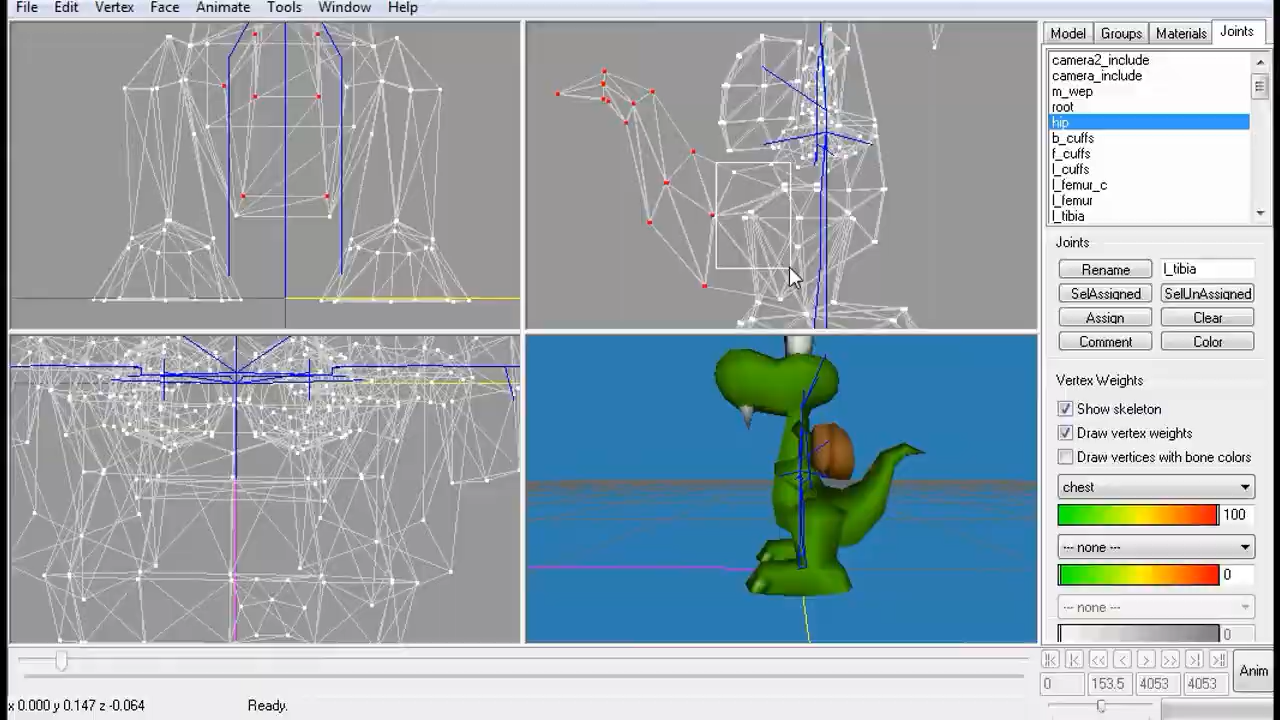 File Edit Vertex Face Animate Tools Window Help
Model Groups Materials Joints
camera2_include
camera_include
m_wep
root
hip
b_cuffs
f_cuffs
l_cuffs
l_femur_c
l_femur
l_tibia
Joints
Rename l_tibia
SelAssigned SelUnAssigned
Assign Clear
Comment Color
Vertex Weights
Show skeleton
Draw vertex weights
Draw vertices with bone colors
chest
100
--- none ---
0
--- none ---
0
Anim
0 153.5 4053 4053
x 0.000 y 0.147 z -0.064 Ready.